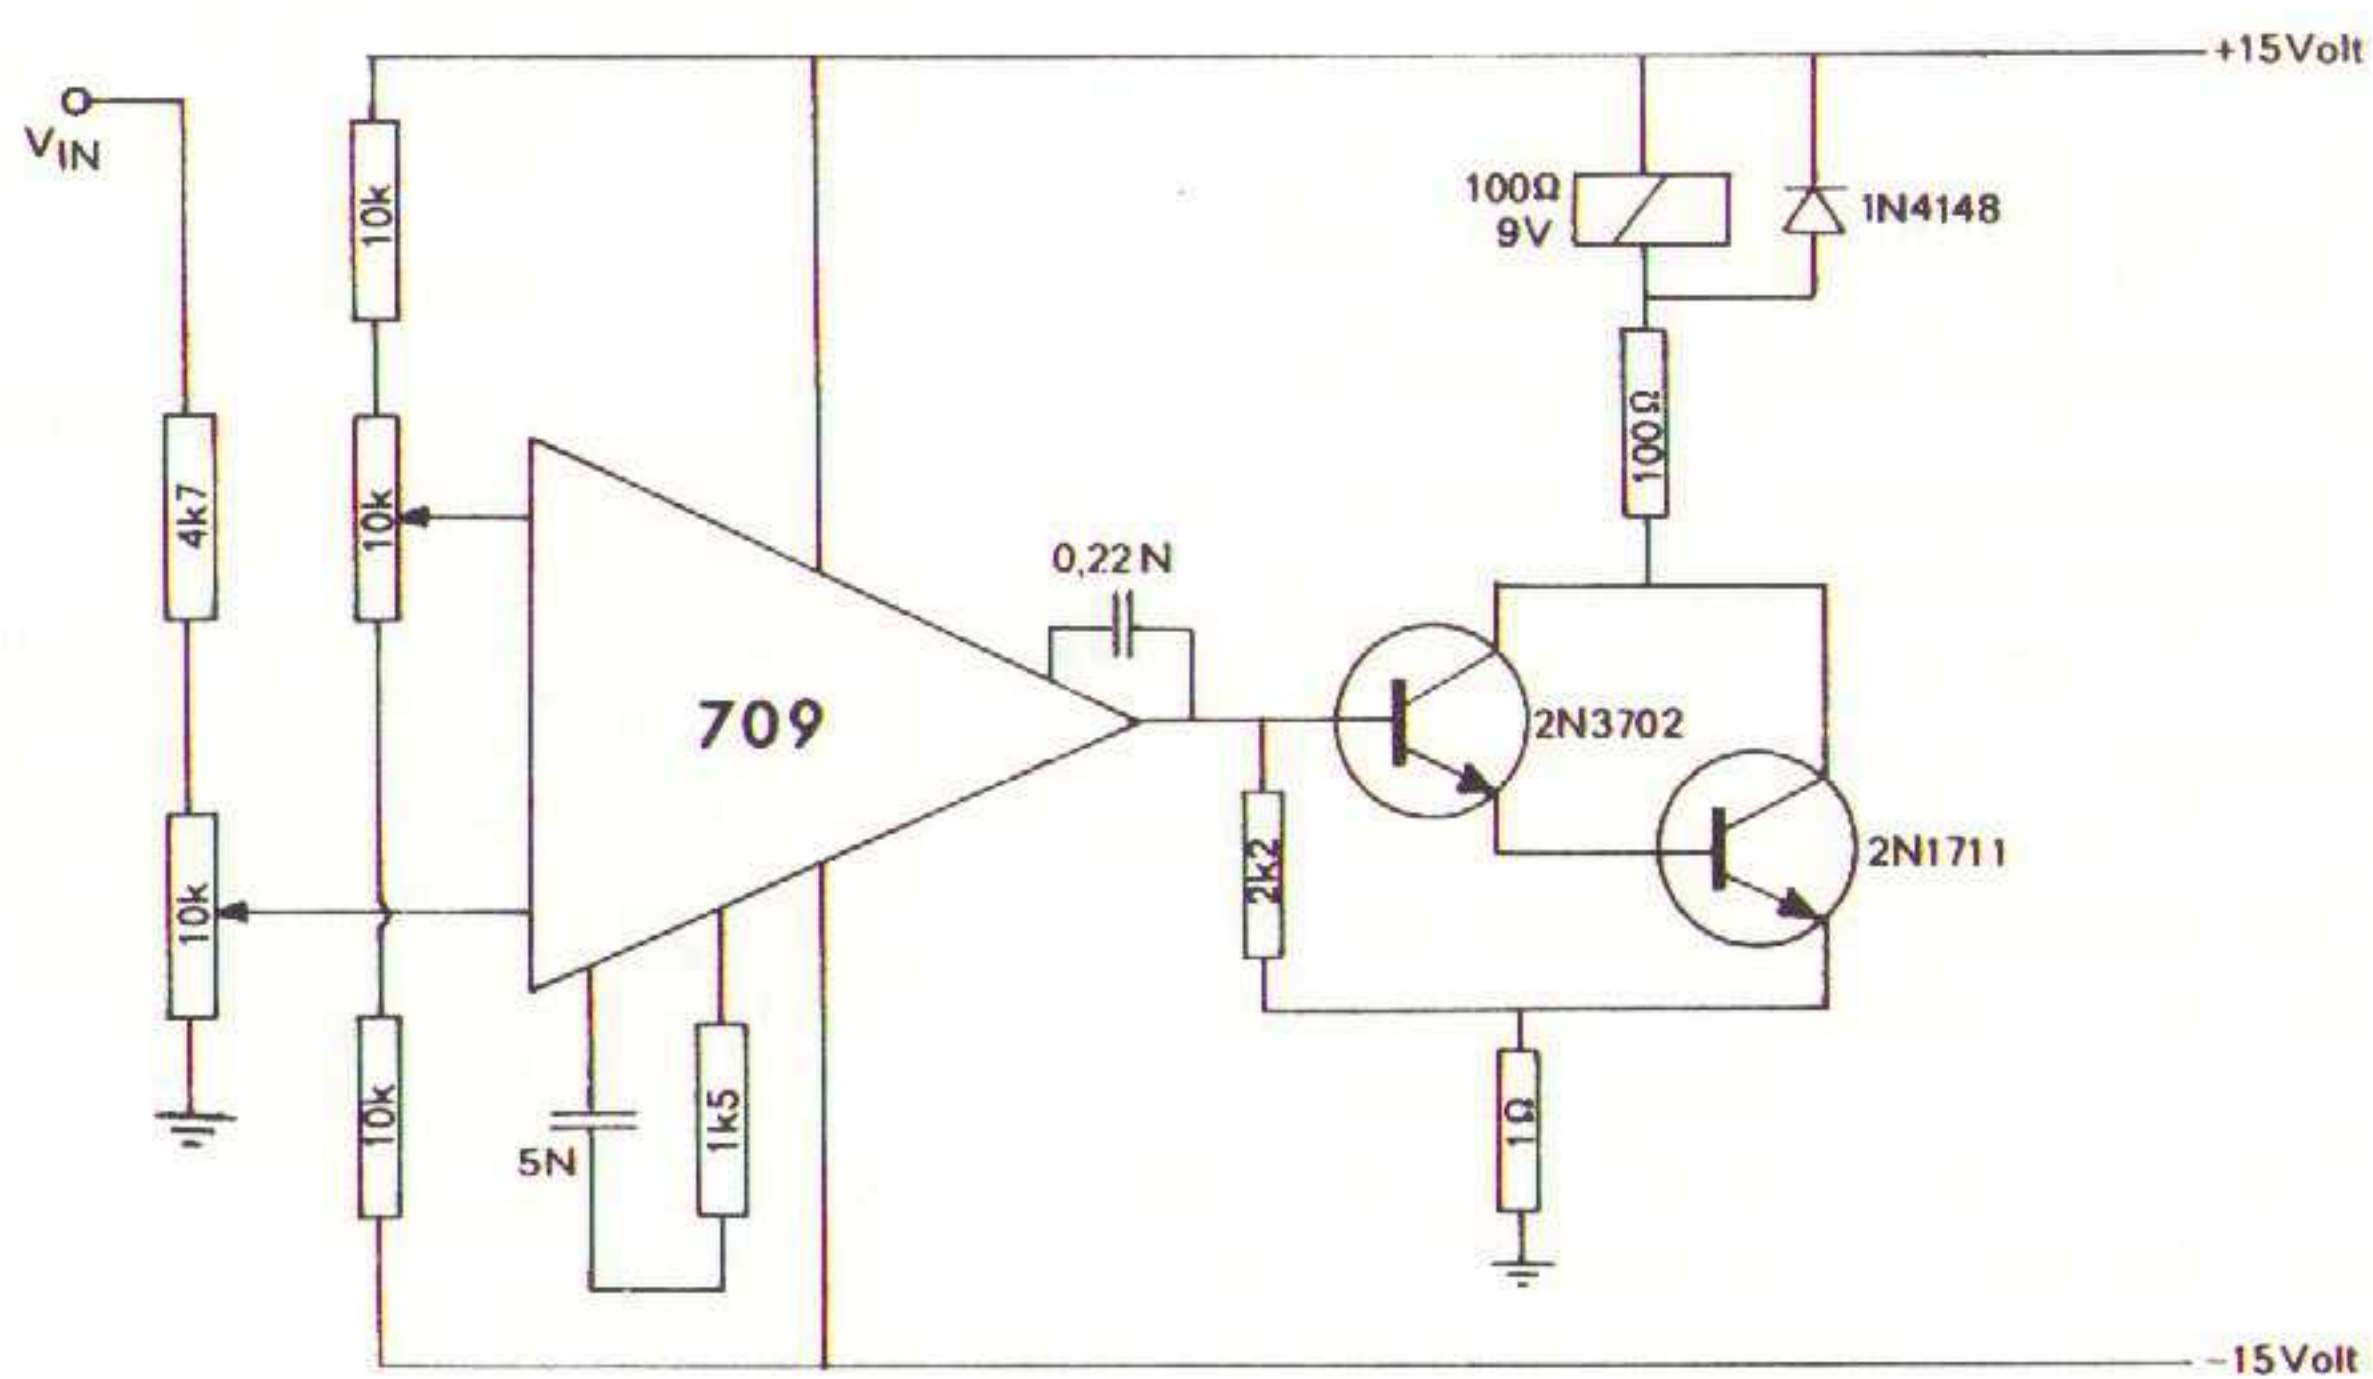 +15Volt
VIN
10k
100Ω
9V
1N4148
4k7
10k
100Ω
0,22N
709
2N3702
2k2
2N1711
10k
10k
5N
1k5
1Ω
-15Volt